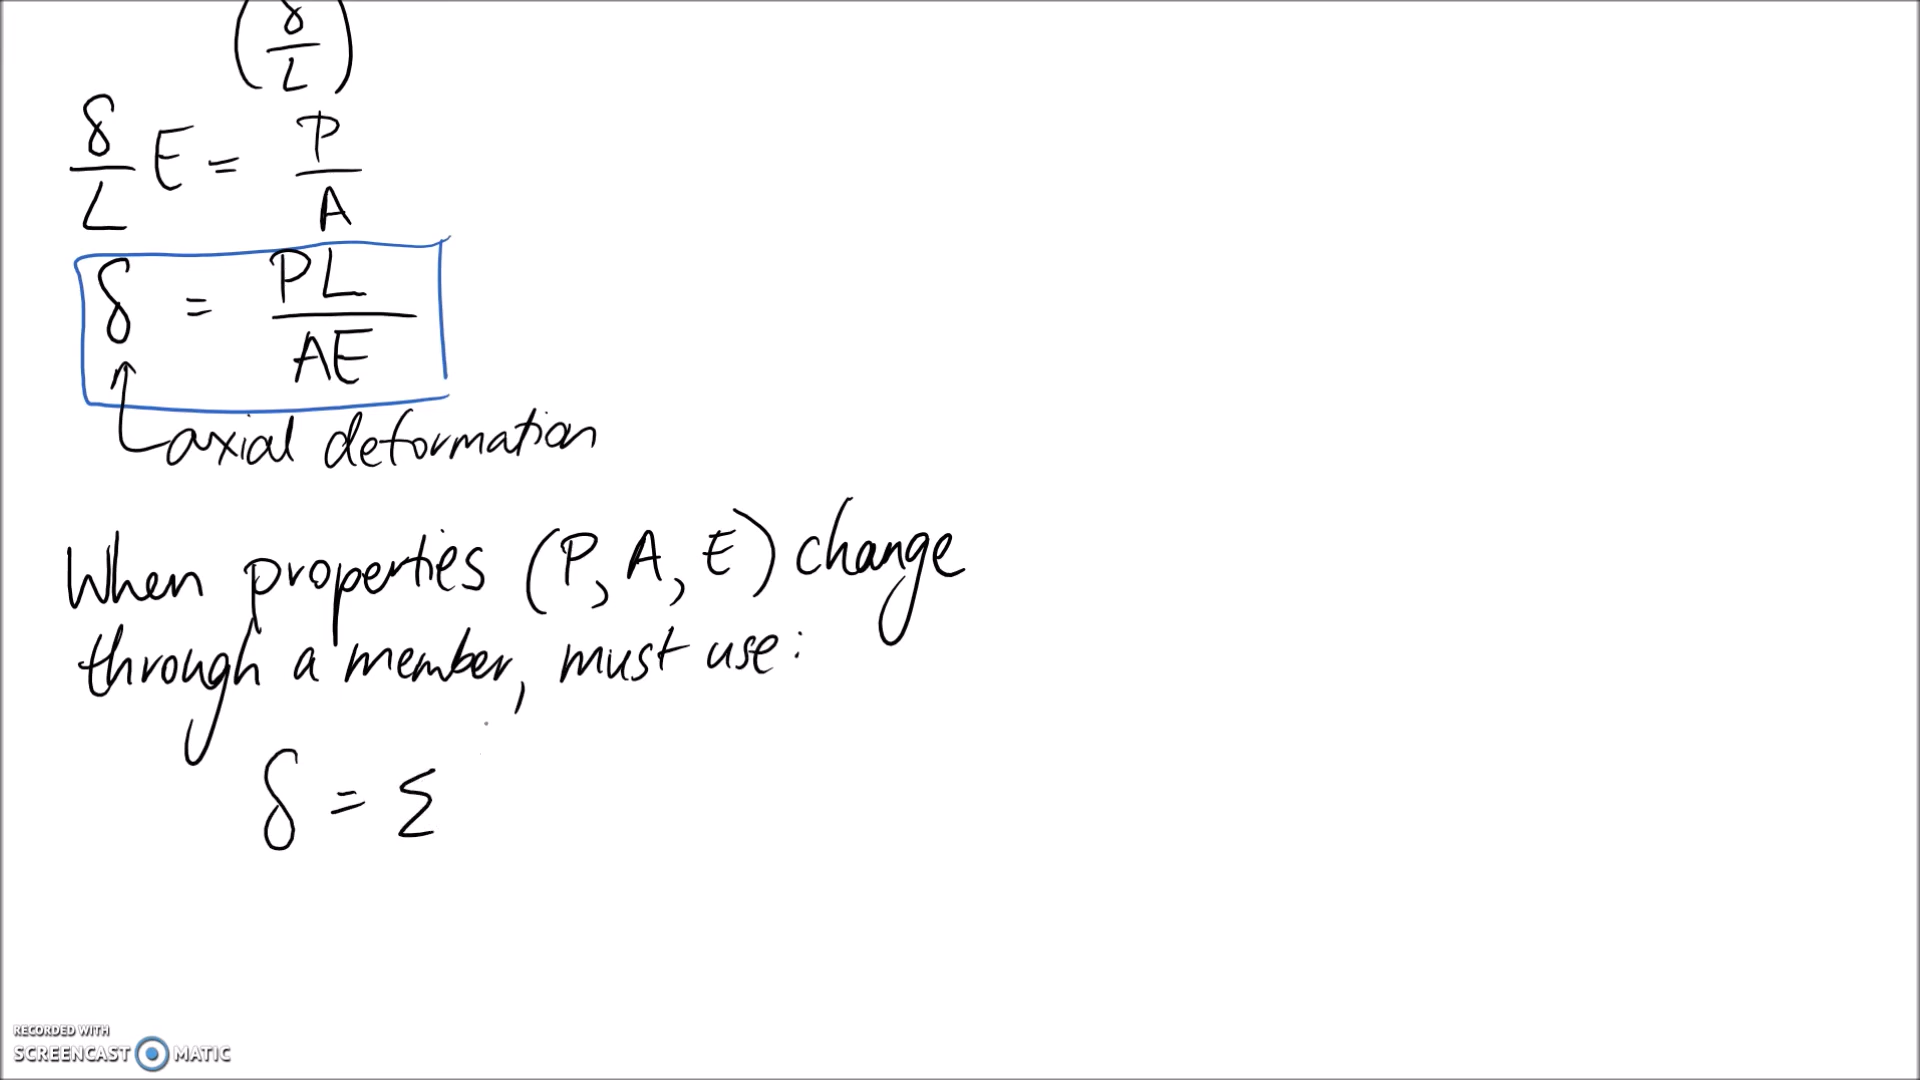 (δ/L)
δ/L E = P/A
δ = PL/AE
axial deformation
When properties (P, A, E) change
through a member, must use:
δ = Σ
RECORDED WITH
SCREENCAST MATIC